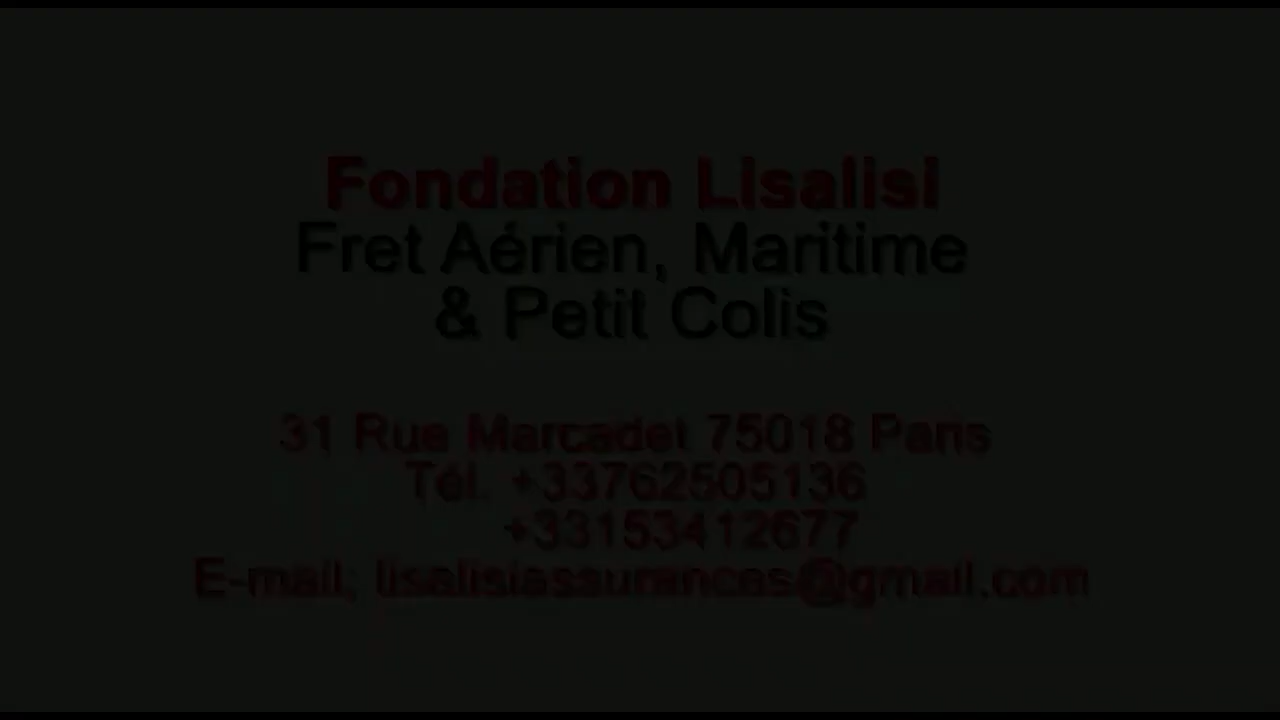 Fondation Lisalisi
Fret Aérien, Maritime
& Petit Colis
31 Rue Marcadet 75018 Paris
Tél. +33762505136
+33153412677
E-mail; lisalisiassurances@gmail.com